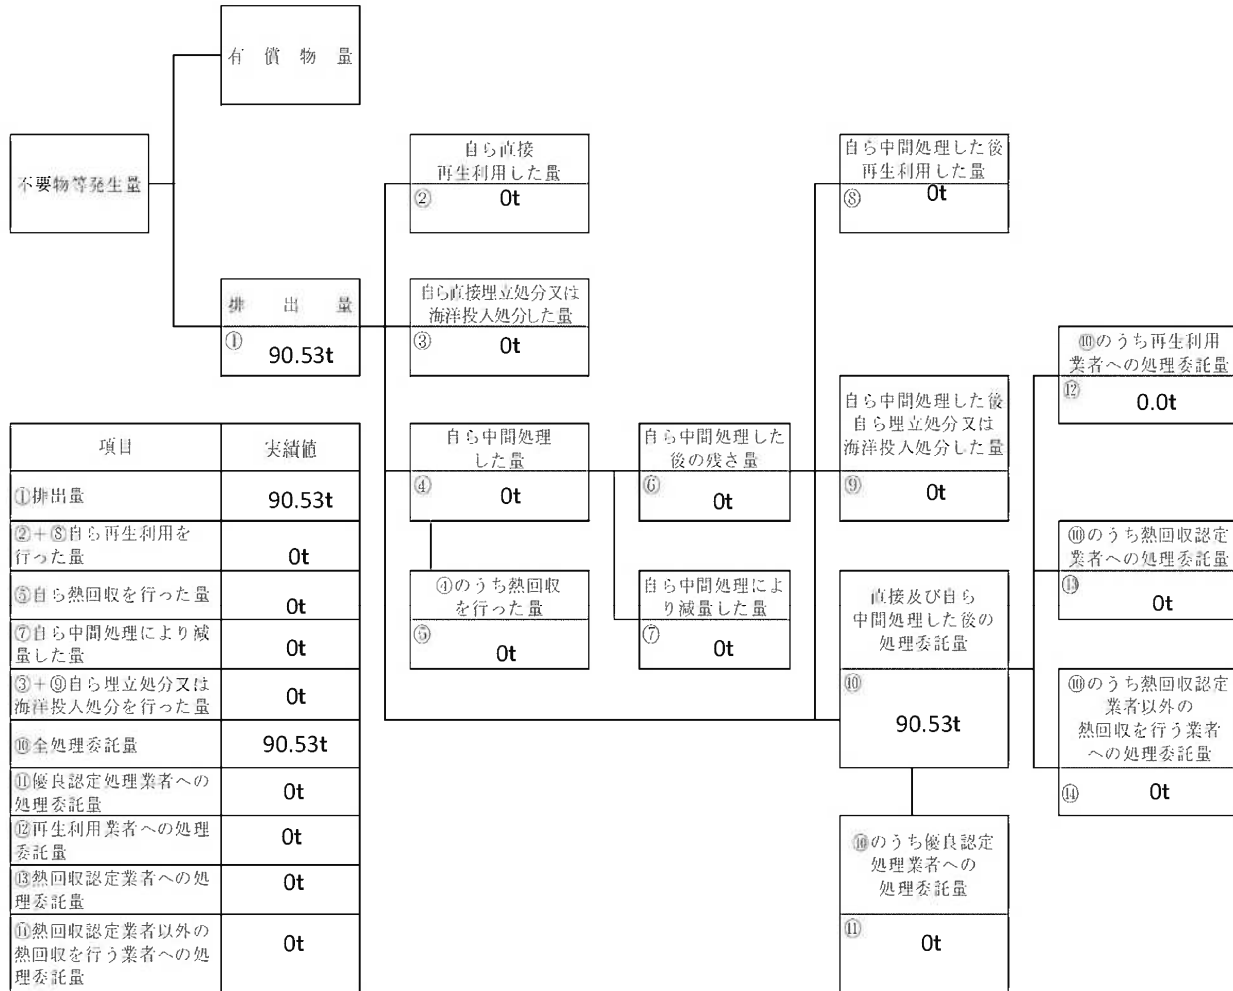 有償物量
不要物等発生量
排出量
①
90.53t
自ら直接
再生利用した量
②
0t
自ら直接埋立処分又は
海洋投入処分した量
③
0t
自ら中間処理
した量
④
0t
④のうち熱回収
を行った量
⑤
0t
自ら中間処理した
後の残さ量
⑥
0t
自ら中間処理によ
り減量した量
⑦
0t
自ら中間処理した後
再生利用した量
⑧
0t
自ら中間処理した後
自ら埋立処分又は
海洋投入処分した量
⑨
0t
直接及び自ら
中間処理した後の
処理委託量
⑩
90.53t
⑩のうち優良認定
処理業者への
処理委託量
⑪
0t
⑩のうち再生利用
業者への処理委託量
⑫
0.0t
⑩のうち熱回収認定
業者への処理委託量
⑬
0t
⑩のうち熱回収認定
業者以外の
熱回収を行う業者
への処理委託量
⑭
0t
項目
実績値
①排出量
90.53t
②+⑧自ら再生利用を
行った量
0t
⑤自ら熱回収を行った量
0t
⑦自ら中間処理により減
量した量
0t
③+⑨自ら埋立処分又は
海洋投入処分を行った量
0t
⑩全処理委託量
90.53t
⑪優良認定処理業者への
処理委託量
0t
⑫再生利用業者への処理
委託量
0t
⑬熱回収認定業者への処
理委託量
0t
⑭熱回収認定業者以外の
熱回収を行う業者への処
理委託量
0t